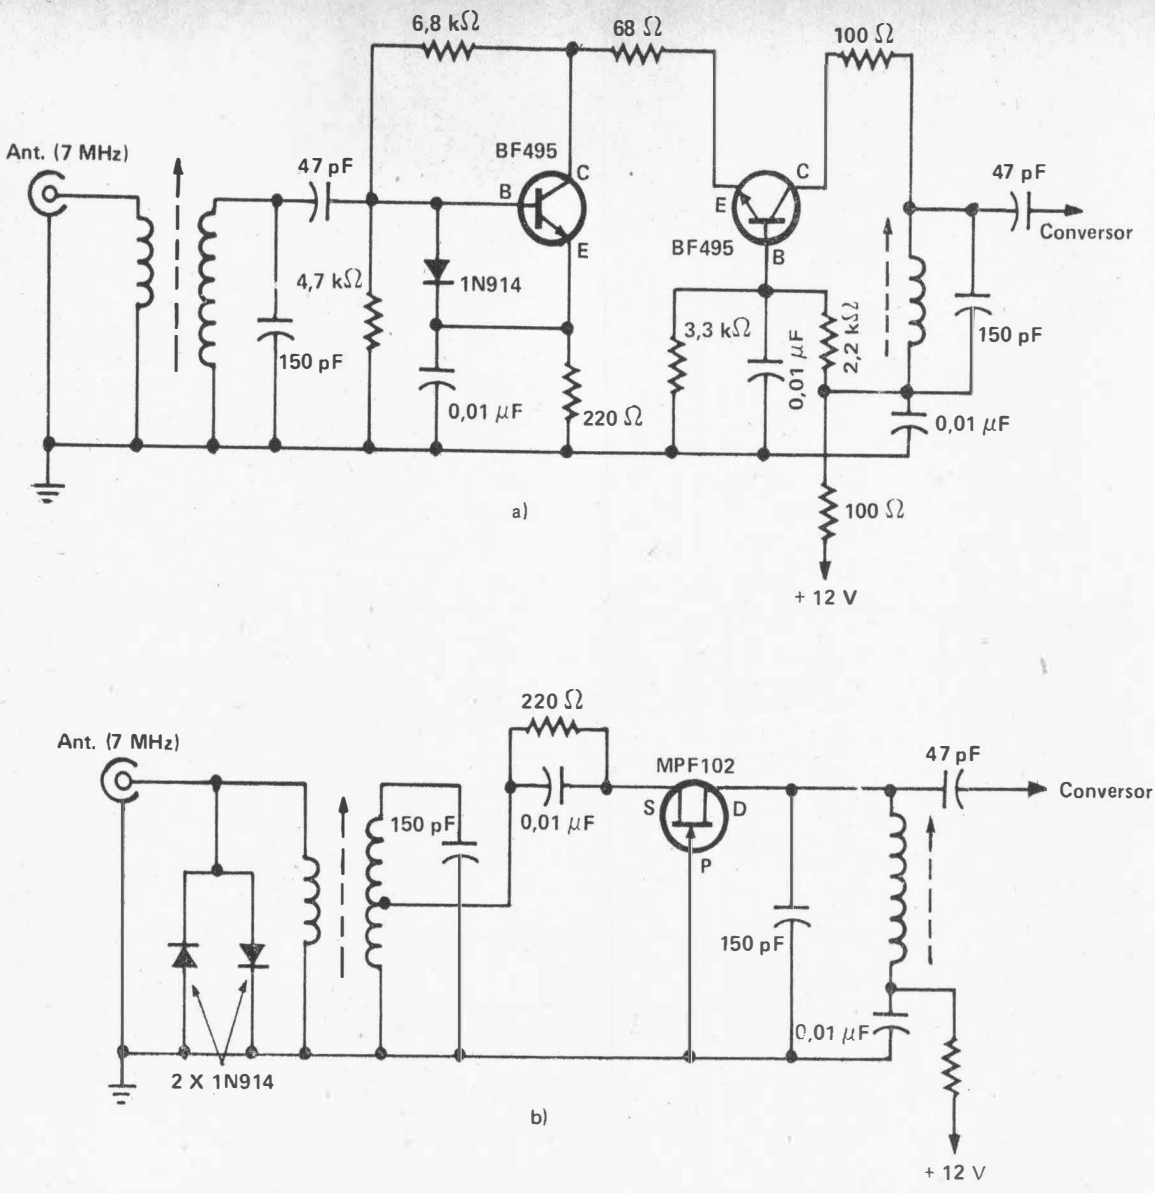 6,8 kΩ
68 Ω
100 Ω
Ant. (7 MHz)
47 pF
BF495
B
C
E
E
C
B
BF495
47 pF
Conversor
4,7 kΩ
1N914
150 pF
0,01 µF
220 Ω
3,3 kΩ
0,01 µF
2,2 kΩ
150 pF
0,01 µF
100 Ω
+ 12 V
a)
220 Ω
Ant. (7 MHz)
150 pF
0,01 µF
MPF102
S
D
P
47 pF
Conversor
150 pF
0,01 µF
2 X 1N914
+ 12 V
b)